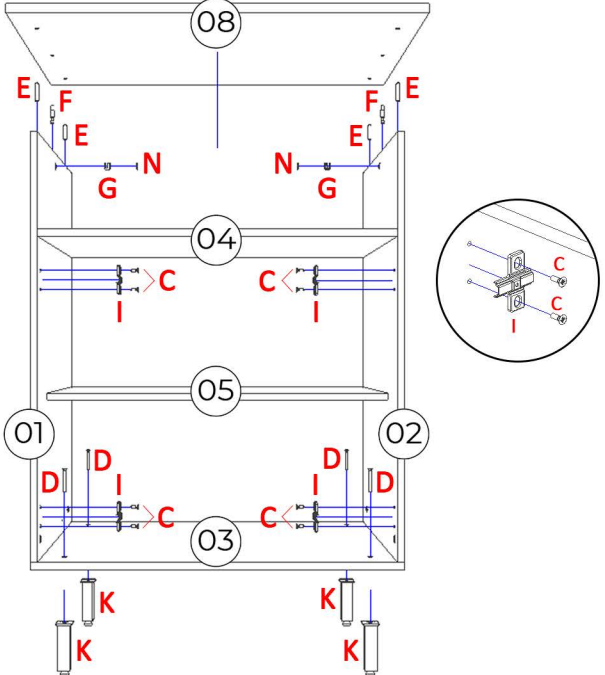 08
E F E F E
E N N
G G
04
C C C
I I C
I
05
01 02
D D
D I I D
C C
03
K K
K K